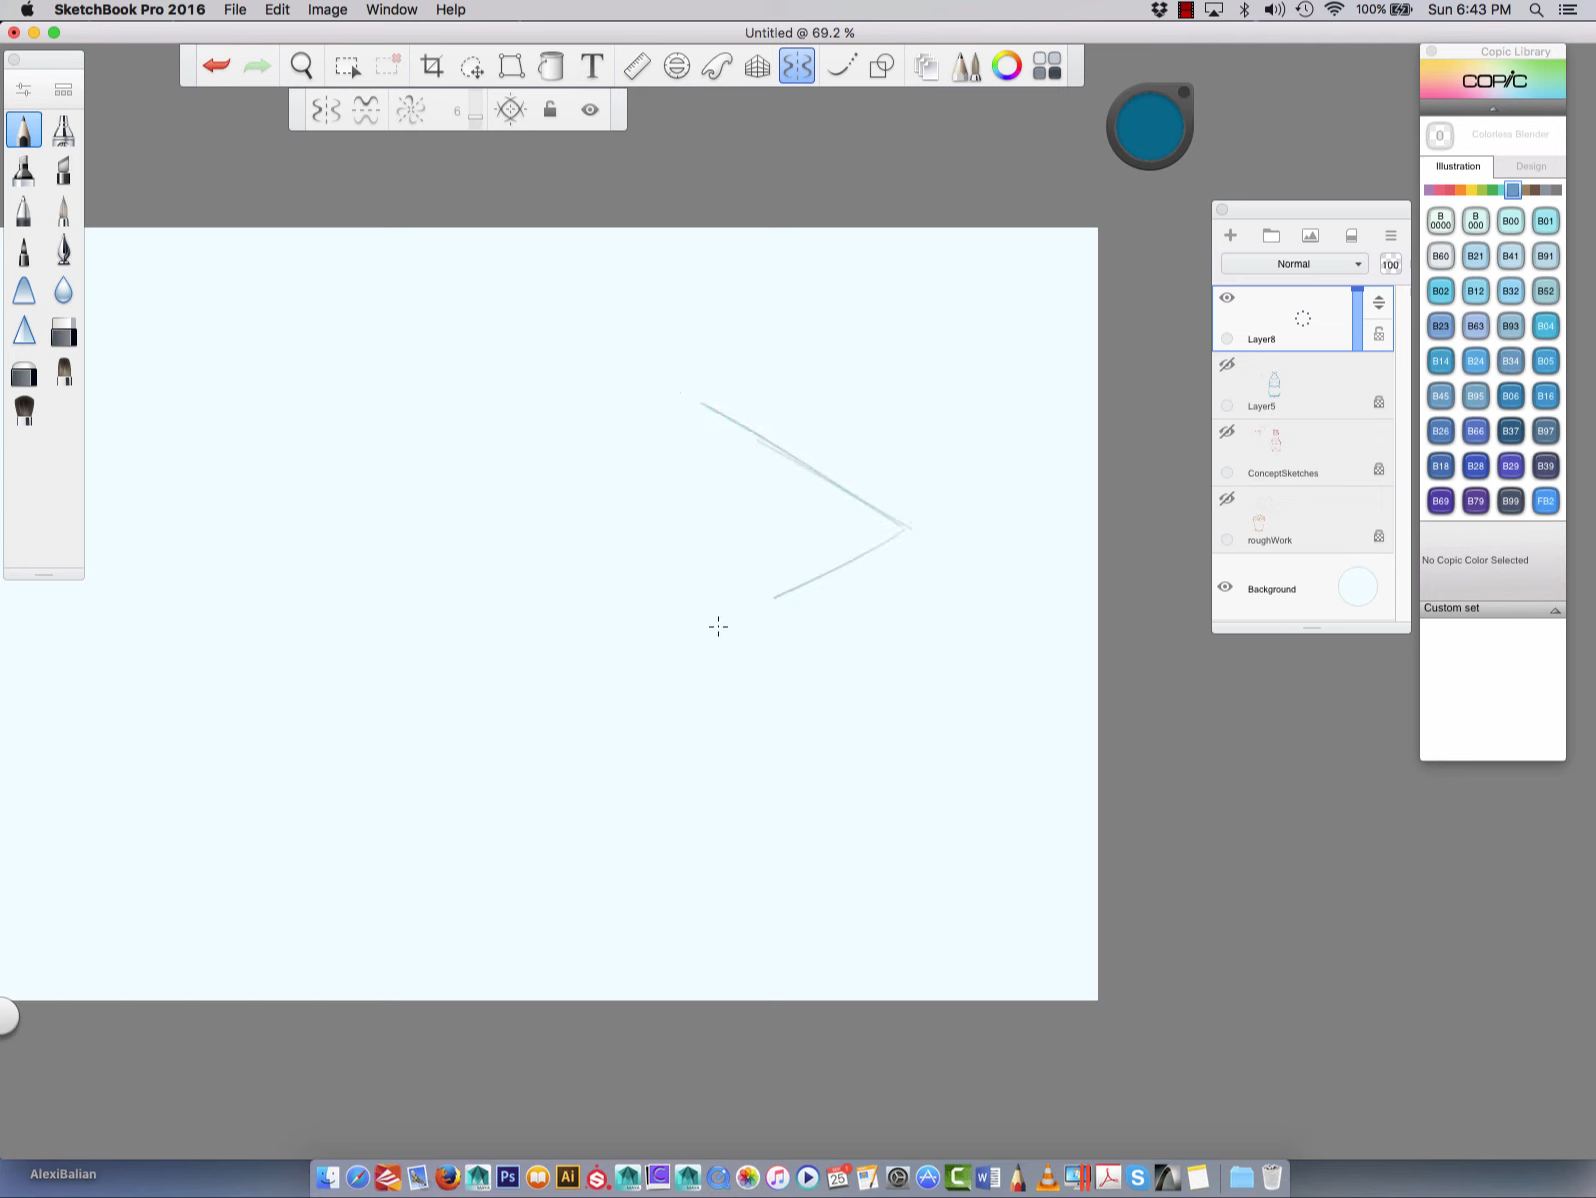 SketchBook Pro 2016 File Edit Image Window Help 100% Sun 6:43 PM
Untitled @ 69.2 %
Copic Library
COPIC
T
6
0 Colorless Blender
Illustration Design
B 0000 B 000 B00 B01
B60 B21 B41 B91
B02 B12 B32 B52
B23 B63 B93 B04
B14 B24 B34 B05
B45 B95 B06 B16
B26 B66 B37 B97
B18 B28 B29 B39
B69 B79 B99 FB2
No Copic Color Selected
Custom set
Normal 100
Layer8
Layer5
ConceptSketches
roughWork
Background
AlexiBalian
Ps Ai C 25 C W S